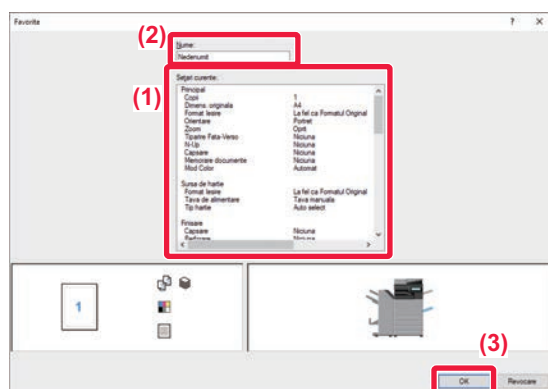 Favorite ? ×
(2)
Nume:
Nedenumit
(1)
Setari curente:
Principal
Copii 1
Dimens. originala A4
Format Iesire La fel ca Formatul Original
Orientare Portret
Zoom Oprit
Tiparire Fata-Verso Niciuna
N-Up Niciuna
Capsare Niciuna
Memorare documente Niciuna
Mod Color Automat
Sursa de hartie
Format Iesire La fel ca Formatul Original
Tava de alimentare Tava manuala
Tip hartie Auto select
Finisare
Capsare Niciuna
Perforare Niciuna
1
(3)
OK Revocare